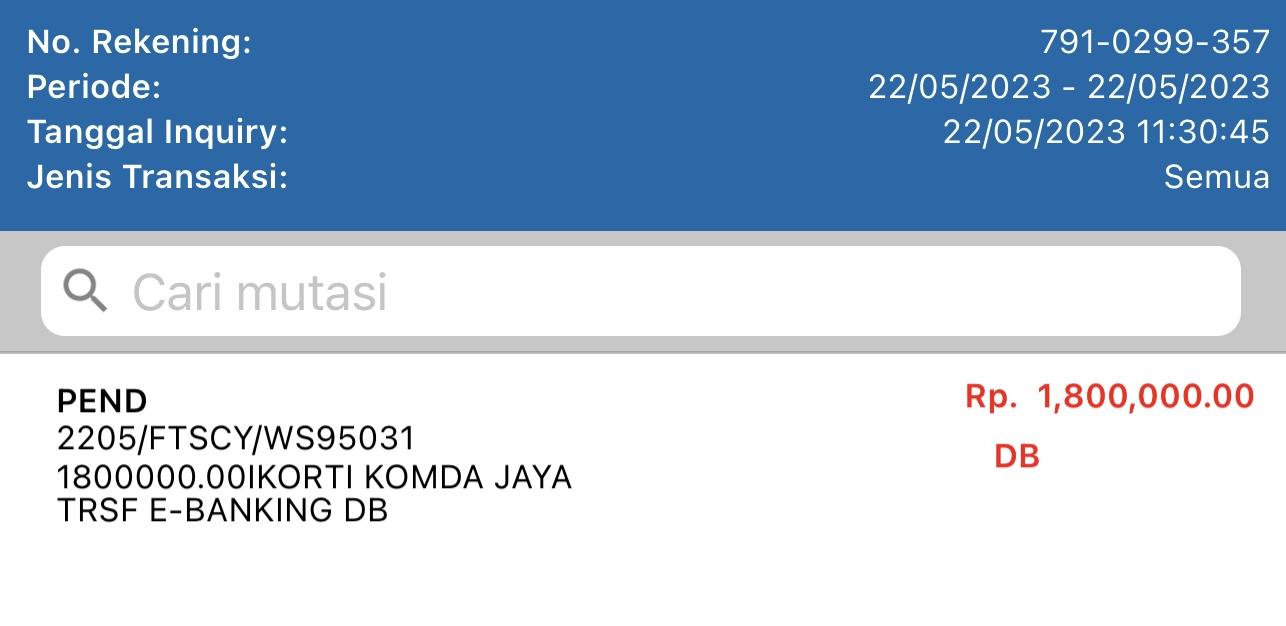 No. Rekening: 791-0299-357
Periode: 22/05/2023 - 22/05/2023
Tanggal Inquiry: 22/05/2023 11:30:45
Jenis Transaksi: Semua
Cari mutasi
PEND Rp. 1,800,000.00
2205/FTSCY/WS95031 DB
1800000.00IKORTI KOMDA JAYA
TRSF E-BANKING DB